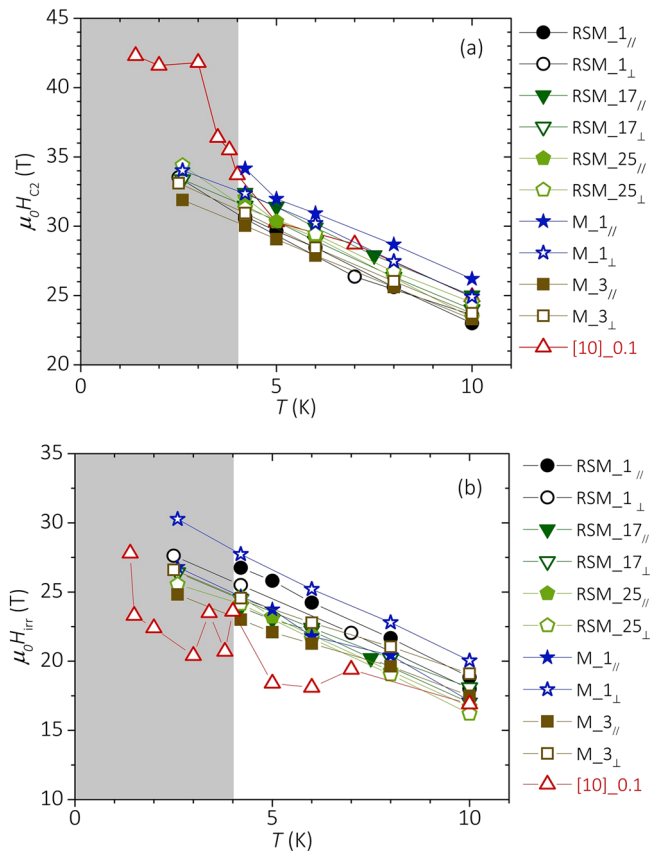 (a)
45
40
35
30
25
20
μ₀H_C2 (T)
0
5
10
T (K)
RSM_1//
RSM_1⊥
RSM_17//
RSM_17⊥
RSM_25//
RSM_25⊥
M_1//
M_1⊥
M_3//
M_3⊥
[10]_0.1
(b)
35
30
25
20
15
10
μ₀H_irr (T)
0
5
10
T (K)
RSM_1//
RSM_1⊥
RSM_17//
RSM_17⊥
RSM_25//
RSM_25⊥
M_1//
M_1⊥
M_3//
M_3⊥
[10]_0.1